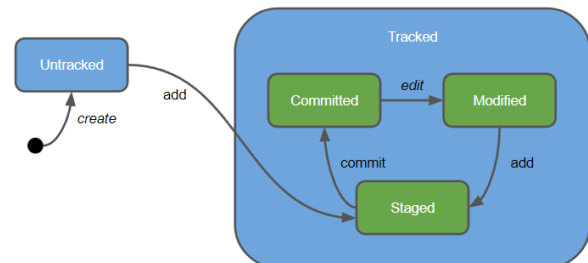 Tracked
Untracked
Committed
edit
Modified
add
create
commit
add
Staged